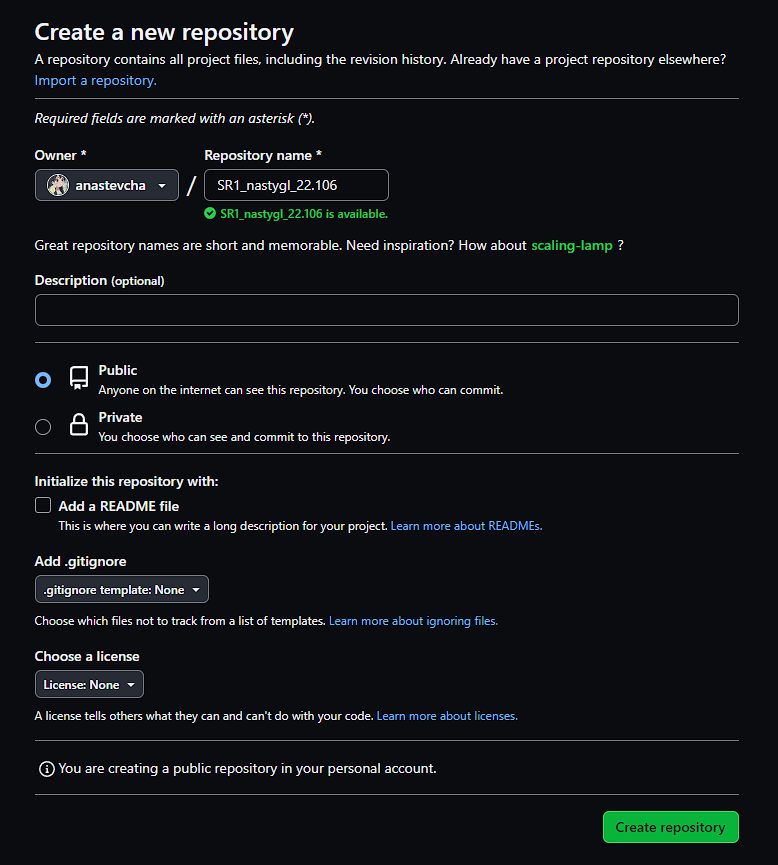 Create a new repository
A repository contains all project files, including the revision history. Already have a project repository elsewhere?
Import a repository.
Required fields are marked with an asterisk (*).
Owner * Repository name *
anastevcha / SR1_nastygl_22.106
SR1_nastygl_22.106 is available.
Great repository names are short and memorable. Need inspiration? How about scaling-lamp ?
Description (optional)
Public
Anyone on the internet can see this repository. You choose who can commit.
Private
You choose who can see and commit to this repository.
Initialize this repository with:
Add a README file
This is where you can write a long description for your project. Learn more about READMEs.
Add .gitignore
.gitignore template: None
Choose which files not to track from a list of templates. Learn more about ignoring files.
Choose a license
License: None
A license tells others what they can and can't do with your code. Learn more about licenses.
You are creating a public repository in your personal account.
Create repository